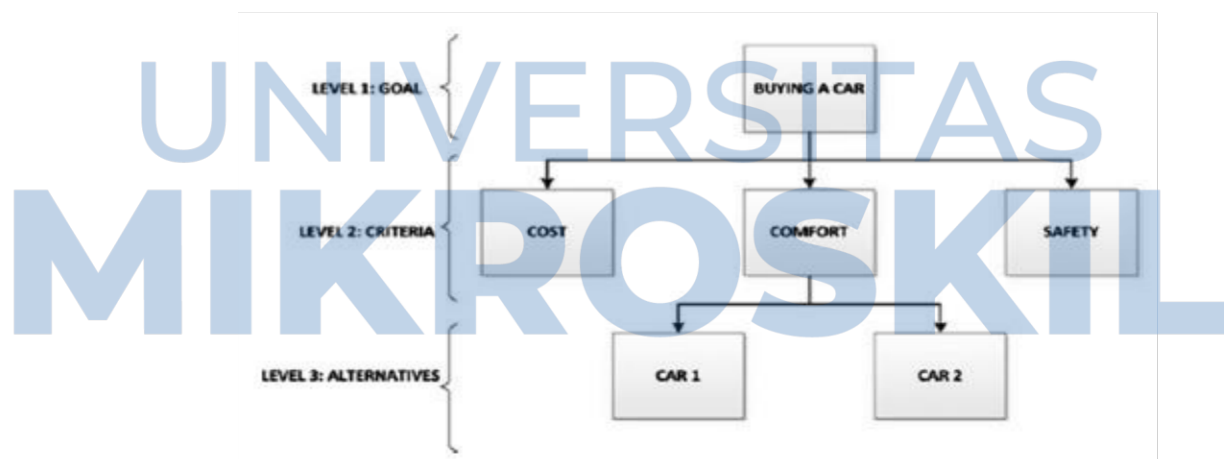 UNIVERSITAS
MIKROSKIL
LEVEL 1: GOAL
BUYING A CAR
LEVEL 2: CRITERIA
COST
COMFORT
SAFETY
LEVEL 3: ALTERNATIVES
CAR 1
CAR 2